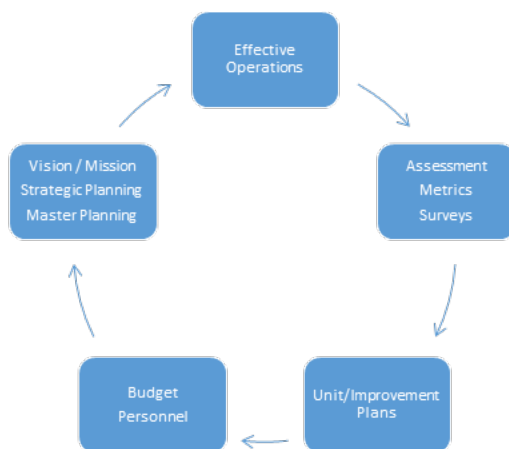 Effective
Operations
Assessment
Metrics
Surveys
Unit/Improvement
Plans
Budget
Personnel
Vision / Mission
Strategic Planning
Master Planning